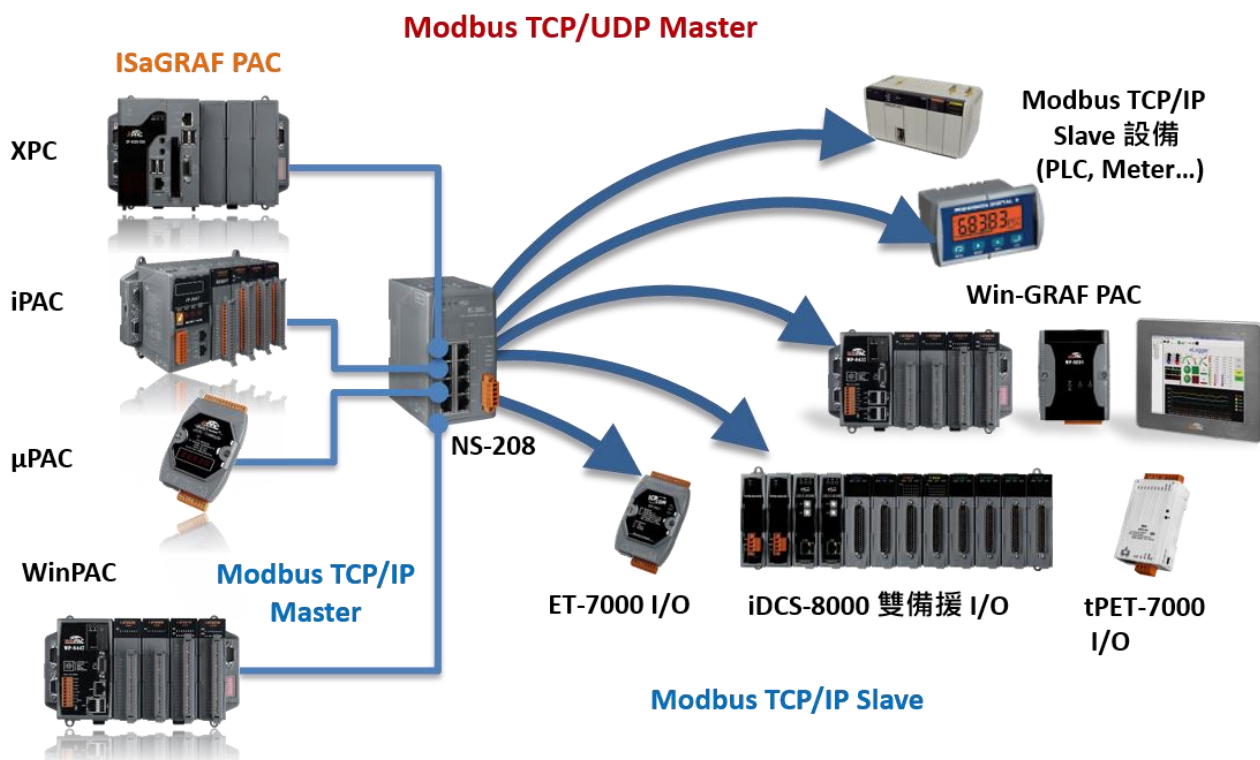 Modbus TCP/UDP Master
ISaGRAF PAC
XPC
iPAC
μPAC
WinPAC
Modbus TCP/IP
Master
NS-208
Modbus TCP/IP
Slave 設備
(PLC, Meter...)
68383
Win-GRAF PAC
ET-7000 I/O
iDCS-8000 雙備援 I/O
tPET-7000
I/O
Modbus TCP/IP Slave